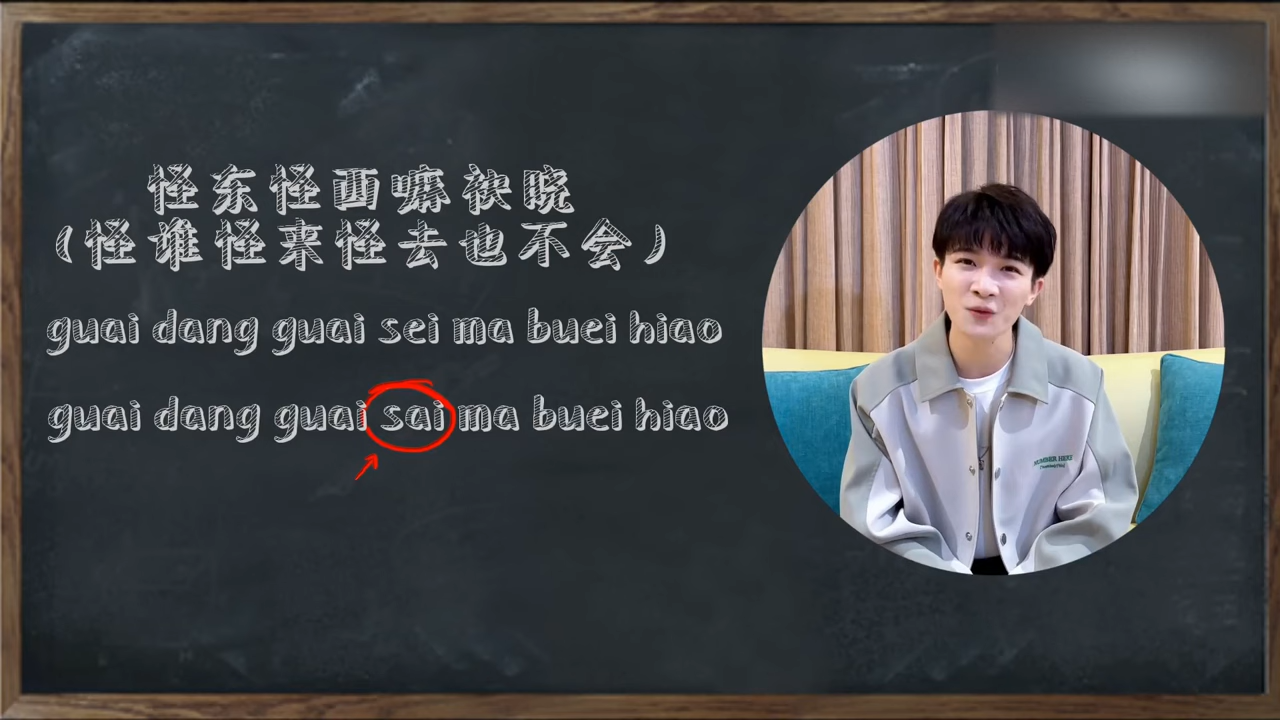 怪东怪西嘛袂晓
（怪谁怪来怪去也不会）
guai dang guai sei ma buei hiao
guai dang guai sai ma buei hiao